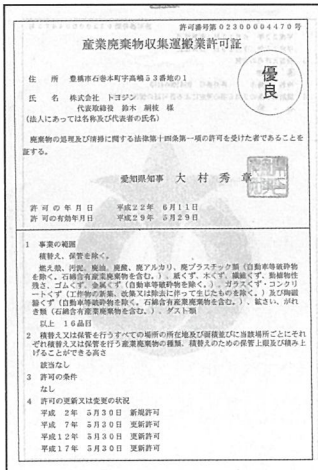 許可番号第02300004470号
産業廃棄物収集運搬業許可証
優良
住 所 豊橋市石巻本町字高嶋53番地の1
氏 名 株式会社 トヨジン
代表取締役 鈴木 嗣枝 様
(法人にあっては名称及び代表者の氏名)
廃棄物の処理及び清掃に関する法律第十四条第一項の許可を受けた者であることを
証する。
愛知県知事 大 村 秀 章
許 可 の 年 月 日 平成22年 6月11日
許 可 の 有効年月日 平成29年 5月29日
1 事業の範囲
積替え、保管を除く。
燃え殻、汚泥、廃油、廃酸、廃アルカリ、廃プラスチック類(自動車等破砕物
を除く。石綿含有産業廃棄物を含む。)、紙くず、木くず、繊維くず、動植物性
残さ、ゴムくず、金属くず(自動車等破砕物を除く。)、ガラスくず・コンクリ
ートくず(工作物の新築、改築又は除去に伴って生じたものを除く。)及び陶磁
器くず(自動車等破砕物を除く。石綿含有産業廃棄物を含む。)、鉱さい、がれ
き類(石綿含有産業廃棄物を含む。)、ダスト類
以上 16品目
2 積替え又は保管を行うすべての場所の所在地及び面積並びに当該場所ごとにそれ
ぞれ積替え又は保管を行う産業廃棄物の種類、積替えのための保管上限及び積み上
げることができる高さ
該当なし
3 許可の条件
なし
4 許可の更新又は変更の状況
平成 2年 5月30日 新規許可
平成 7年 5月30日 更新許可
平成12年 5月30日 更新許可
平成17年 5月30日 更新許可